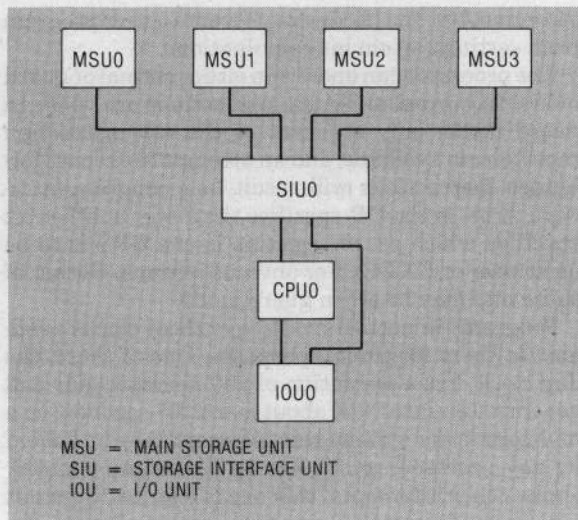 MSU0 MSU1 MSU2 MSU3
SIU0
CPU0
IOU0
MSU = MAIN STORAGE UNIT
SIU = STORAGE INTERFACE UNIT
IOU = I/O UNIT